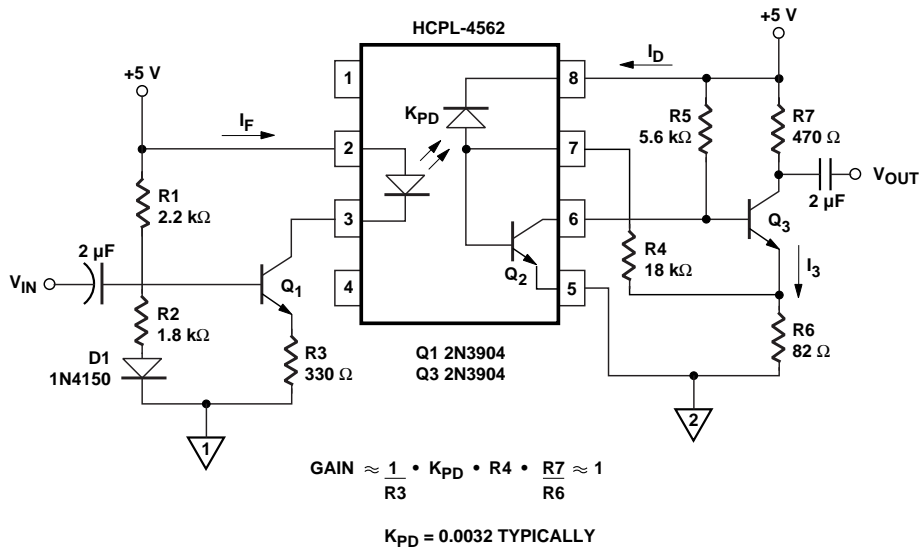 HCPL-4562
+5 V
I_F
1
2
3
4
K_PD
Q_2
8
7
6
5
I_D
+5 V
R5
5.6 kΩ
R7
470 Ω
V_OUT
2 µF
Q_3
I_3
R4
18 kΩ
R6
82 Ω
R1
2.2 kΩ
2 µF
V_IN
Q_1
R2
1.8 kΩ
D1
1N4150
R3
330 Ω
Q1 2N3904
Q3 2N3904
1
2
GAIN ≈ 1/R3 • K_PD • R4 • R7/R6 ≈ 1
K_PD = 0.0032 TYPICALLY